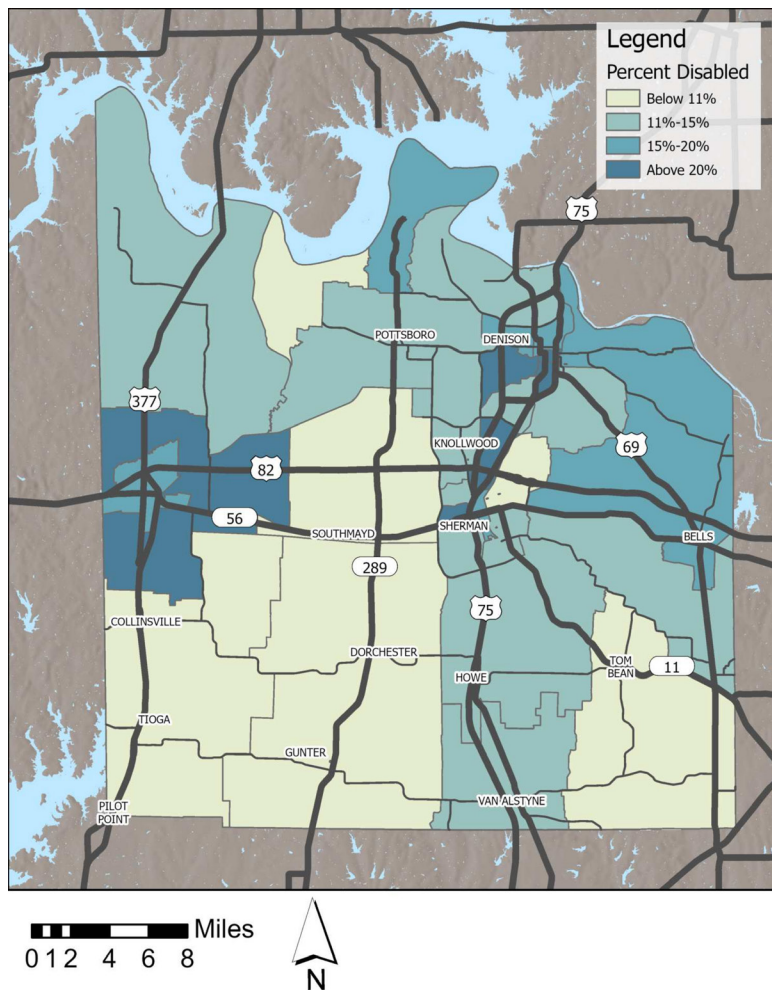 Legend
Percent Disabled
Below 11%
11%-15%
15%-20%
Above 20%
75
POTTSBORO
DENISON
377
KNOLLWOOD
69
82
56
SHERMAN
SOUTHMAYD
BELLS
289
75
COLLINSVILLE
DORCHESTER
TOM
BEAN
11
HOWE
TIOGA
GUNTER
VAN ALSTYNE
PILOT
POINT
Miles
0 1 2 4 6 8
N